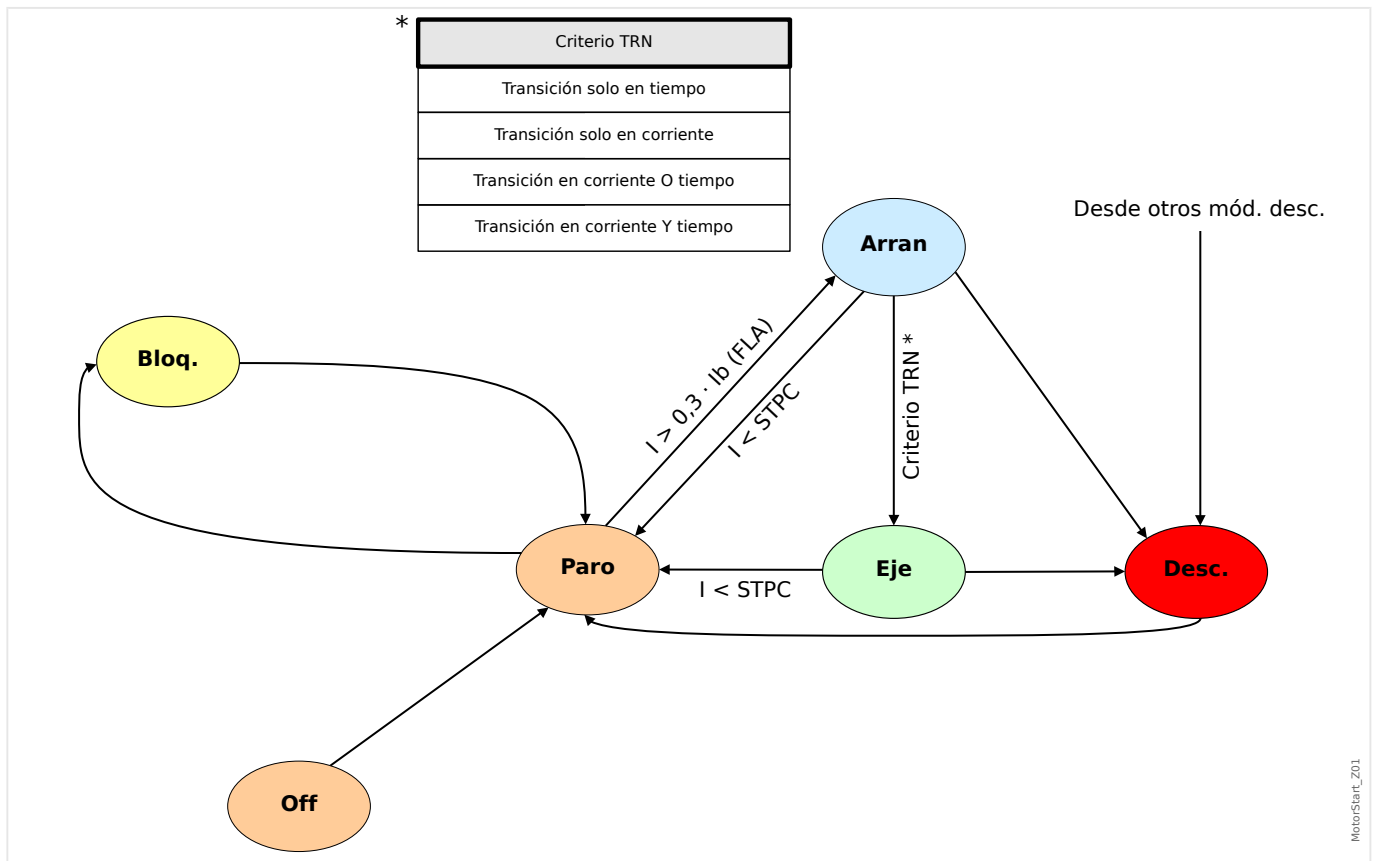 *
Criterio TRN
Transición solo en tiempo
Transición solo en corriente
Transición en corriente O tiempo
Transición en corriente Y tiempo
Desde otros mód. desc.
Arran
Bloq.
I > 0,3 · Ib (FLA)
I < STPC
Criterio TRN *
Paro
I < STPC
Eje
Desc.
Off
MotorStart_Z01